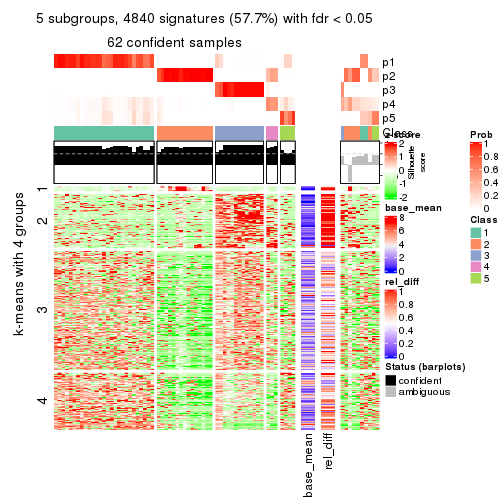 5 subgroups, 4840 signatures (57.7%) with fdr < 0.05
62 confident samples
p1
p2
p3
p4
p5
Class
k-means with 4 groups
1
2
3
4
base_mean
rel_diff
z-score
2
1
0
-1
-2
Silhouette
score
base_mean
8
6
4
2
0
rel_diff
1
0.8
0.6
0.4
0.2
0
Status (barplots)
confident
ambiguous
Prob
1
0.8
0.6
0.4
0.2
0
Class
1
2
3
4
5